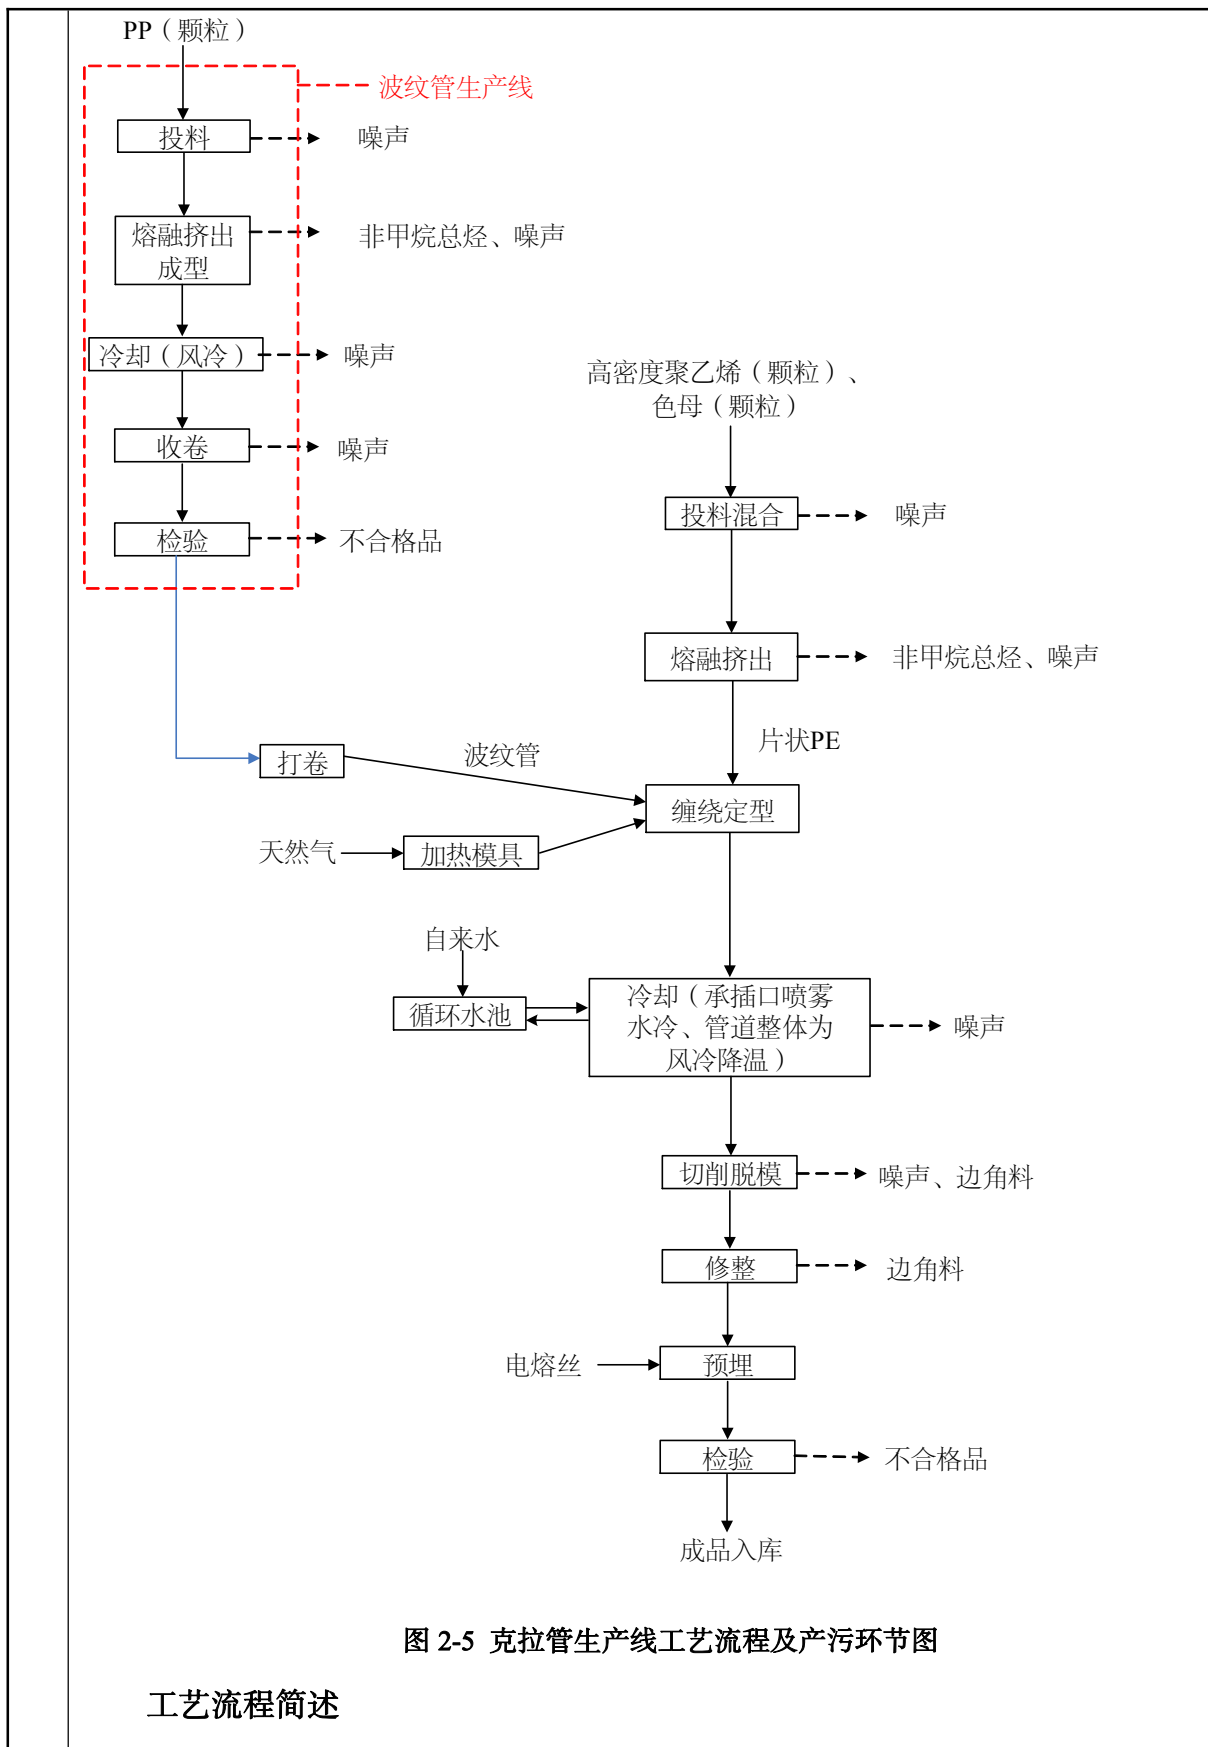 PP（颗粒）
波纹管生产线
投料
噪声
熔融挤出
成型
非甲烷总烃、噪声
冷却（风冷）
噪声
收卷
噪声
检验
不合格品
高密度聚乙烯（颗粒）、
色母（颗粒）
投料混合
噪声
熔融挤出
非甲烷总烃、噪声
片状PE
打卷
波纹管
缠绕定型
天然气
加热模具
自来水
循环水池
冷却（承插口喷雾
水冷、管道整体为
风冷降温）
噪声
切削脱模
噪声、边角料
修整
边角料
电熔丝
预埋
检验
不合格品
成品入库
图 2-5 克拉管生产线工艺流程及产污环节图
工艺流程简述